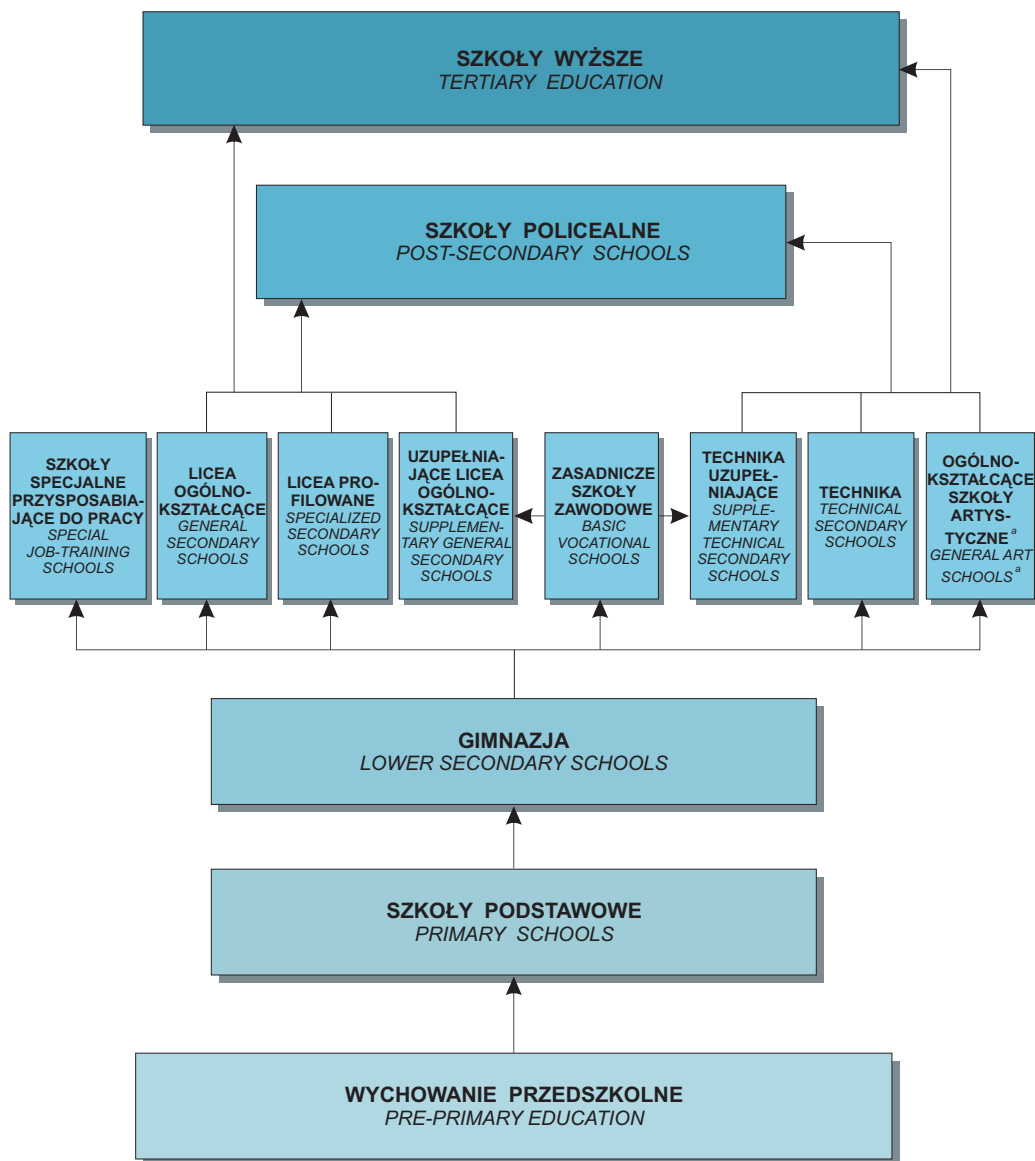 SZKOŁY WYŻSZE
TERTIARY EDUCATION
SZKOŁY POLICEALNE
POST-SECONDARY SCHOOLS
SZKOŁY
SPECJALNE
PRZYSPOSABIA-
JĄCE DO PRACY
SPECIAL
JOB-TRAINING
SCHOOLS
LICEA
OGÓLNO-
KSZTAŁCĄCE
GENERAL
SECONDARY
SCHOOLS
LICEA PRO-
FILOWANE
SPECIALIZED
SECONDARY
SCHOOLS
UZUPEŁNIA-
JĄCE LICEA
OGÓLNO-
KSZTAŁCĄCE
SUPPLEMEN-
TARY GENERAL
SECONDARY
SCHOOLS
ZASADNICZE
SZKOŁY
ZAWODOWE
BASIC
VOCATIONAL
SCHOOLS
TECHNIKA
UZUPEŁ-
NIAJĄCE
SUPPLE-
MENTARY
TECHNICAL
SECONDARY
SCHOOLS
TECHNIKA
TECHNICAL
SECONDARY
SCHOOLS
OGÓLNO-
KSZTAŁCĄCE
SZKOŁY
ARTYS-
TYCZNE a
GENERAL ART
SCHOOLS a
GIMNAZJA
LOWER SECONDARY SCHOOLS
SZKOŁY PODSTAWOWE
PRIMARY SCHOOLS
WYCHOWANIE PRZEDSZKOLNE
PRE-PRIMARY EDUCATION